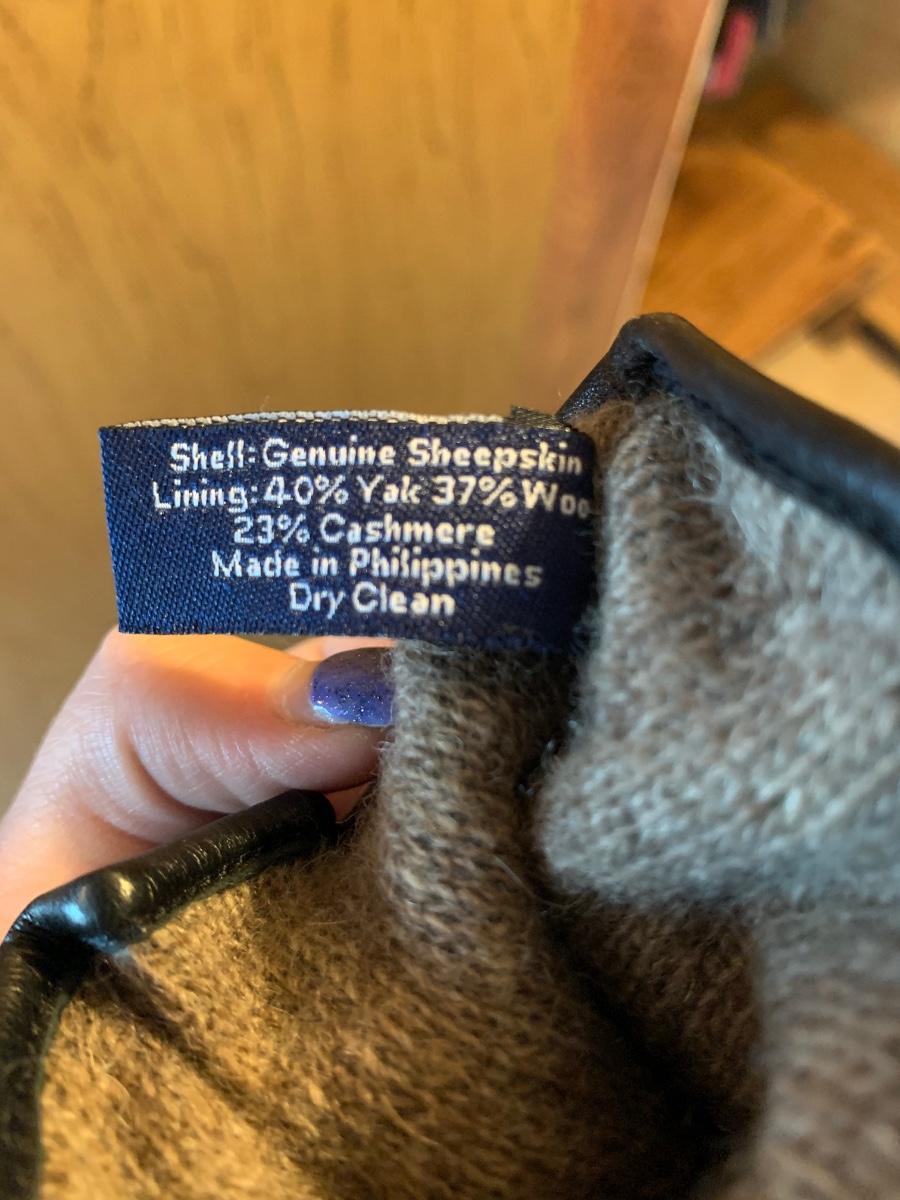 Shell: Genuine Sheepskin
Lining: 40% Yak 37% Woo
23% Cashmere
Made in Philippines
Dry Clean